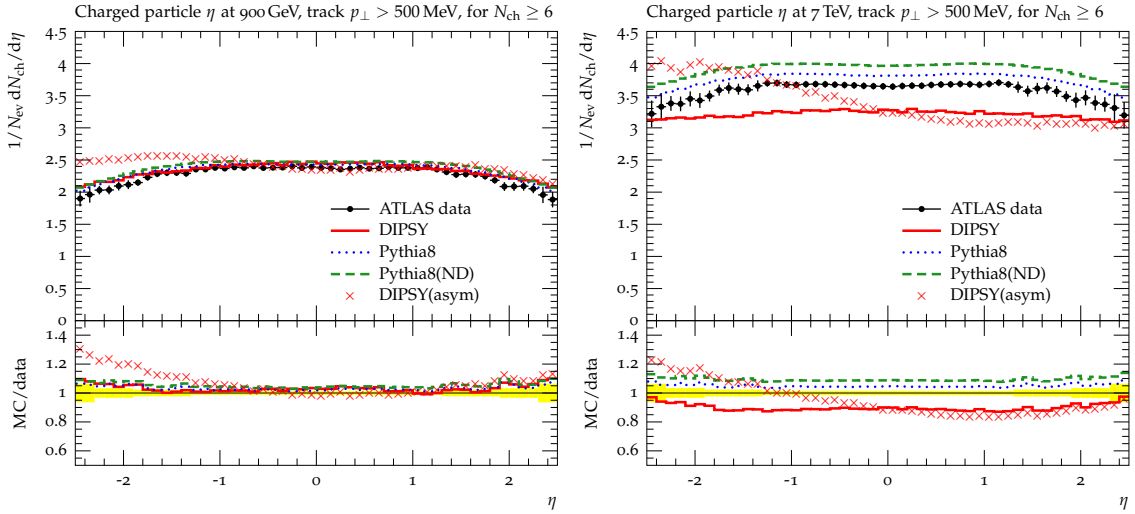 Charged particle η at 900 GeV, track p⊥ > 500 MeV, for Nch ≥ 6
1/Nev dNch/dη
4.5
4
3.5
3
2.5
2
1.5
1
0.5
0
ATLAS data
DIPSY
Pythia8
Pythia8(ND)
DIPSY(asym)
MC/data
1.4
1.2
1
0.8
0.6
-2 -1 0 1 2
η
Charged particle η at 7 TeV, track p⊥ > 500 MeV, for Nch ≥ 6
1/Nev dNch/dη
4.5
4
3.5
3
2.5
2
1.5
1
0.5
0
ATLAS data
DIPSY
Pythia8
Pythia8(ND)
DIPSY(asym)
MC/data
1.4
1.2
1
0.8
0.6
-2 -1 0 1 2
η